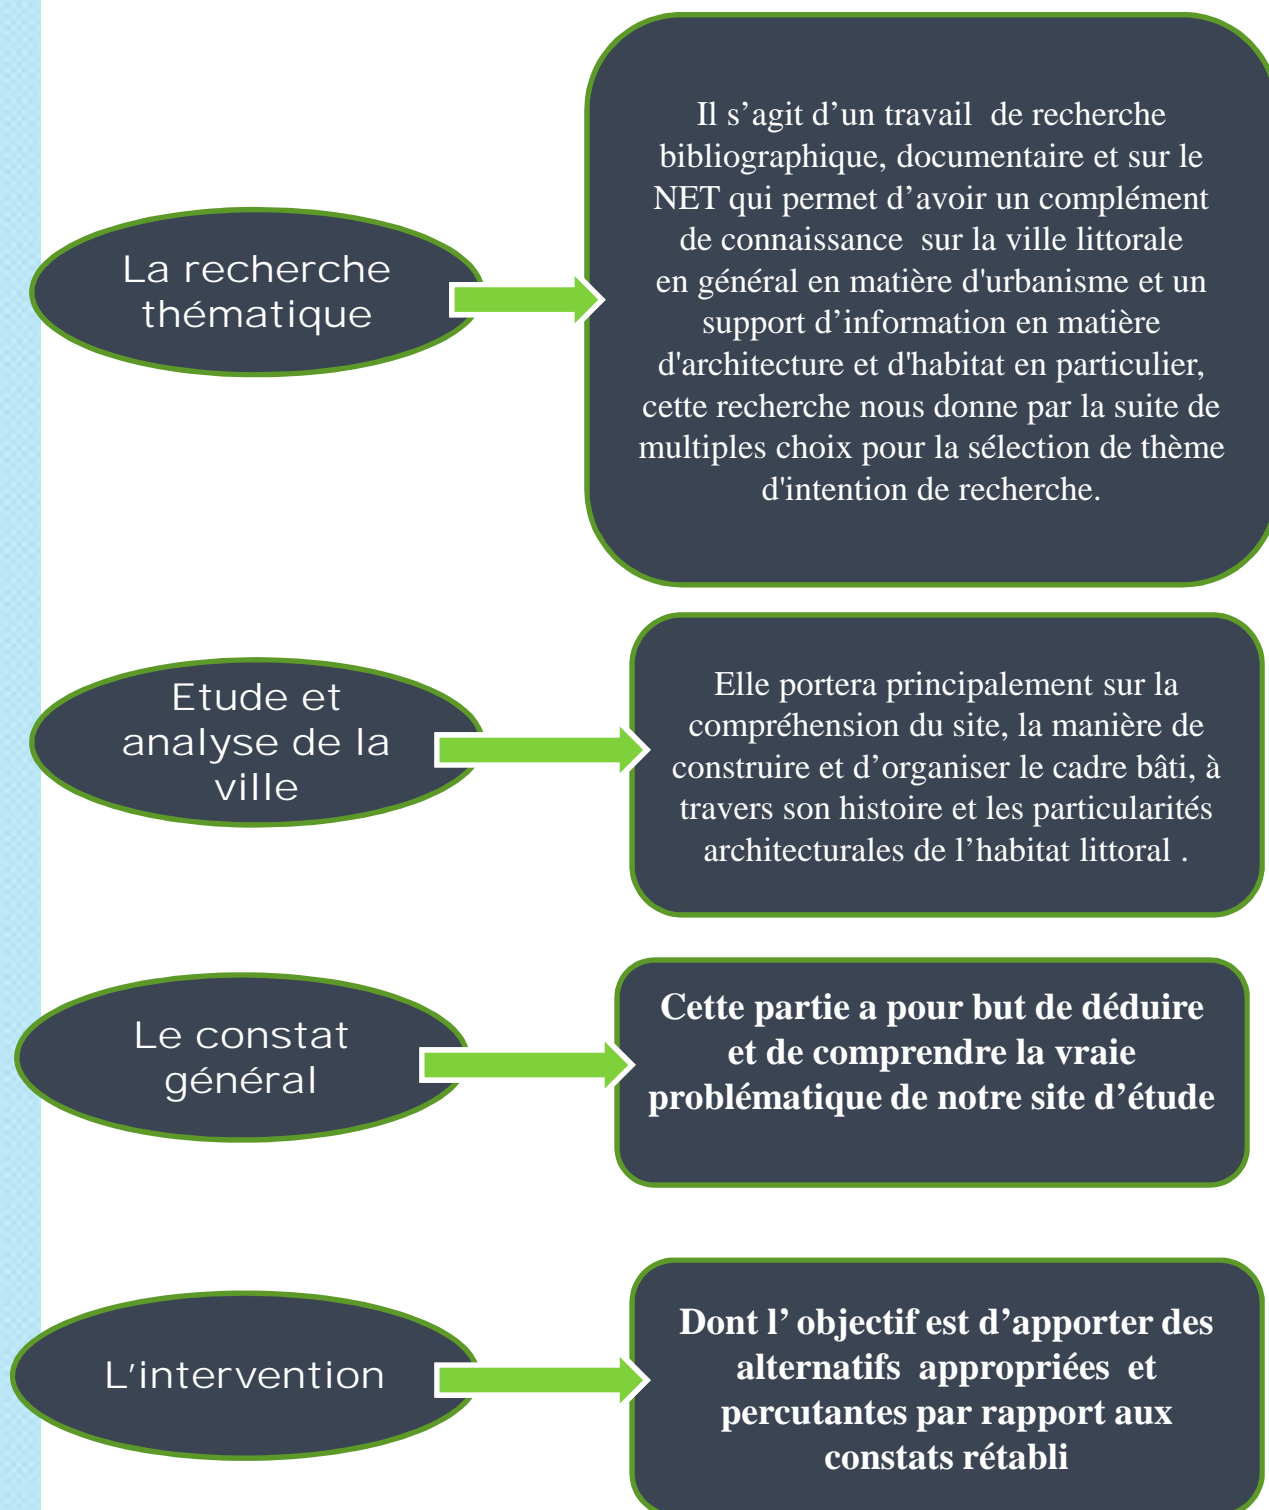 La recherche
thématique
Il s’agit d’un travail  de recherche
bibliographique, documentaire et sur le
NET qui permet d’avoir un complément
de connaissance  sur la ville littorale
en général en matière d'urbanisme et un
support d’information en matière
d'architecture et d'habitat en particulier,
cette recherche nous donne par la suite de
multiples choix pour la sélection de thème
d'intention de recherche.
Etude et
analyse de la
ville
Elle portera principalement sur la
compréhension du site, la manière de
construire et d’organiser le cadre bâti, à
travers son histoire et les particularités
architecturales de l’habitat littoral .
Le constat
général
Cette partie a pour but de déduire
et de comprendre la vraie
problématique de notre site d’étude
L’intervention
Dont l’ objectif est d’apporter des
alternatifs  appropriées  et
percutantes par rapport aux
constats rétabli